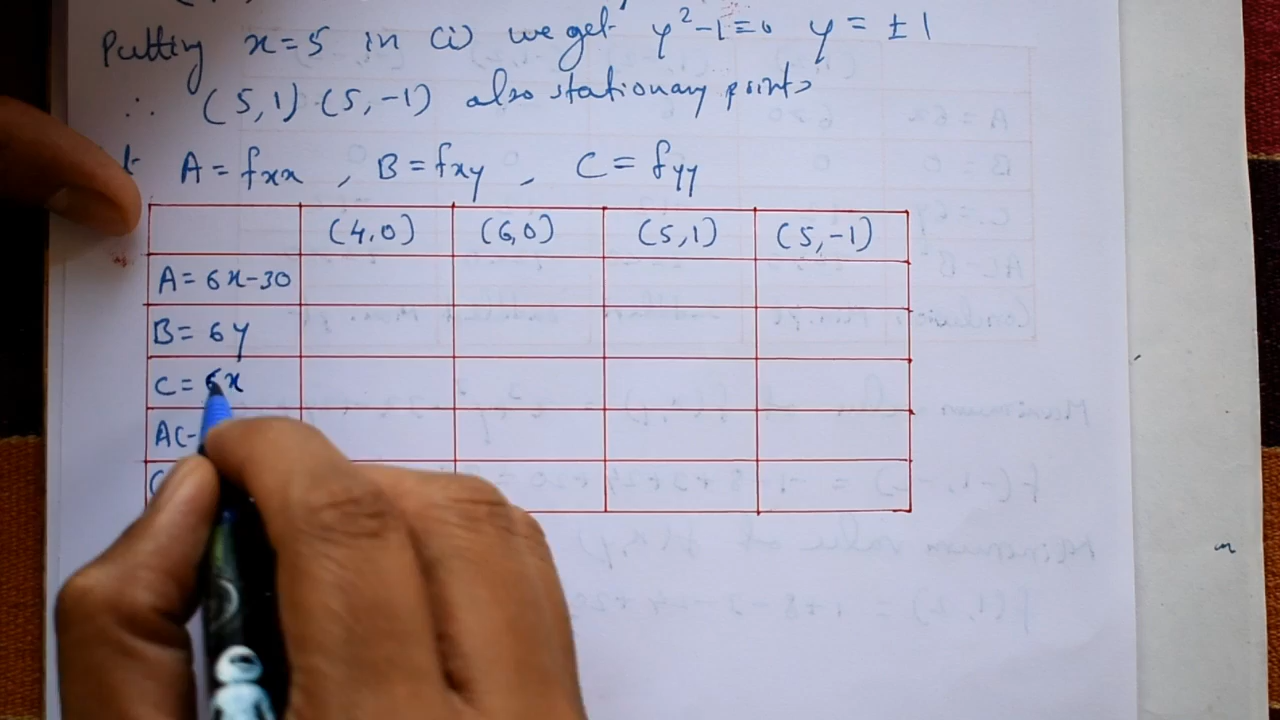 Putting x=5 in (i) we get y²-1=0 y = ±1
∴ (5,1) (5,-1) also stationary points
A = fxx , B = fxy , C = fyy
(4,0) (6,0) (5,1) (5,-1)
A = 6x-30
B = 6y
C = 6x
AC-